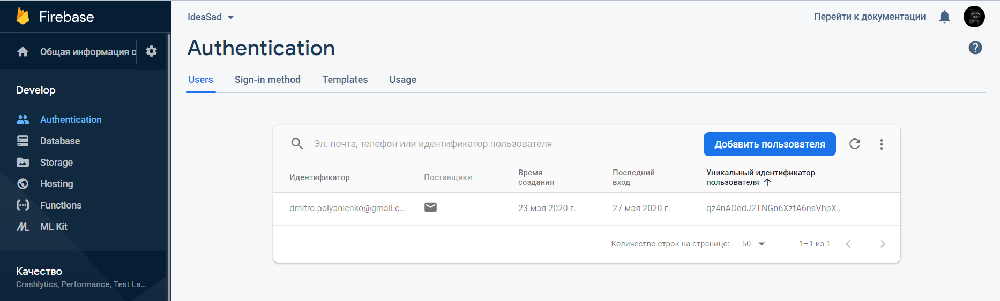 Firebase
Общая информация о
Develop
Authentication
Database
Storage
Hosting
Functions
ML Kit
Качество
Crashlytics, Performance, Test La...
IdeaSad
Перейти к документации
Authentication
Users
Sign-in method
Templates
Usage
Эл. почта, телефон или идентификатор пользователя
Добавить пользователя
Идентификатор
Поставщики
Время
создания
Последний
вход
Уникальный идентификатор
пользователя
dmitro.polyanichko@gmail.c...
23 мая 2020 г.
27 мая 2020 г.
qz4nAOedJ2TNGn6XzfA6nsVhpX...
Количество строк на странице:
50
1–1 из 1